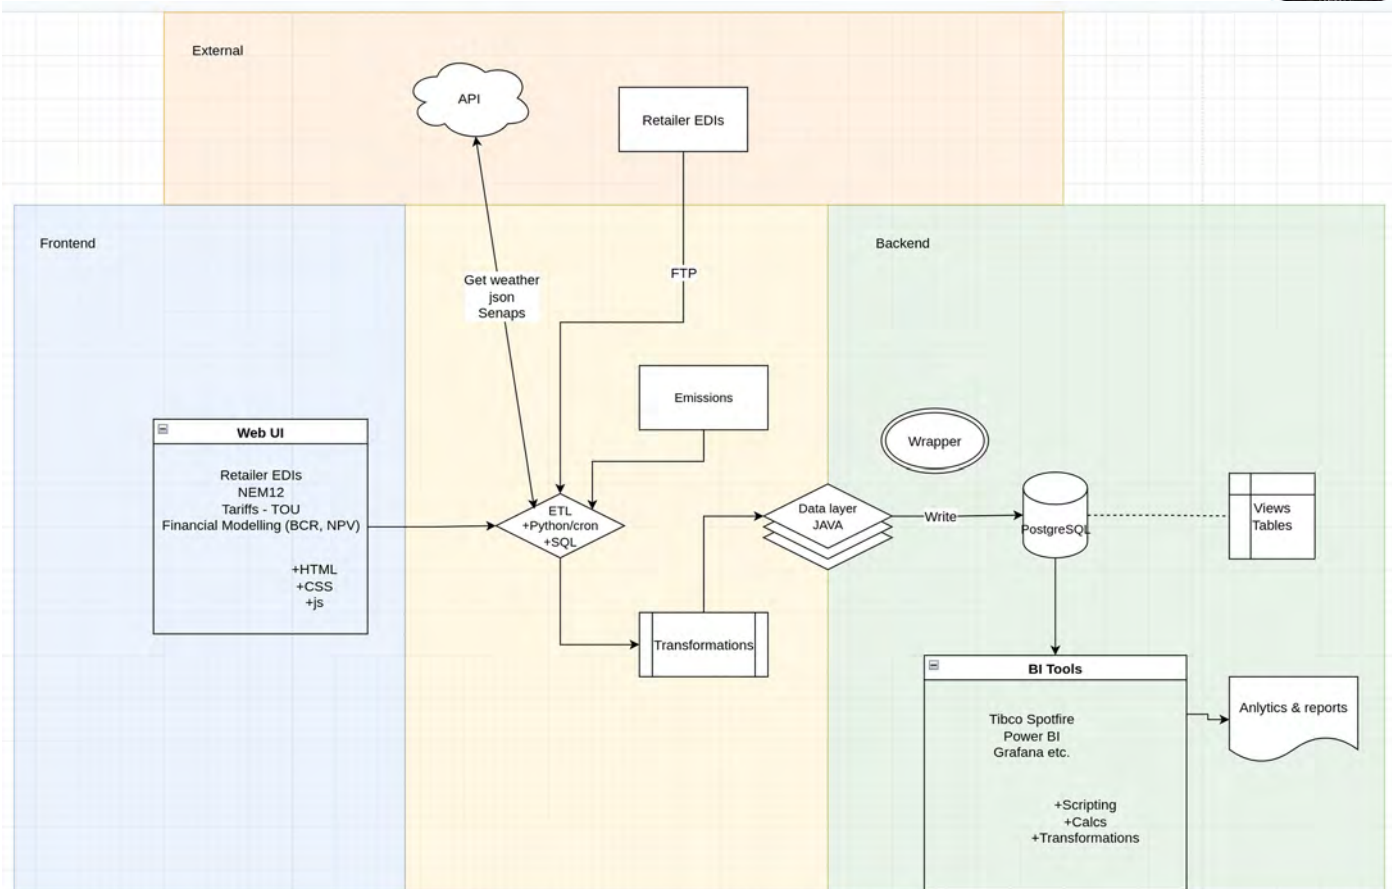 External
API
Retailer EDIs
Frontend
Backend
Get weather
json
Senaps
FTP
Emissions
Web UI
Retailer EDIs
NEM12
Tariffs - TOU
Financial Modelling (BCR, NPV)
+HTML
+CSS
+js
ETL
+Python/cron
+SQL
Transformations
Data layer
JAVA
Wrapper
Write
PostgreSQL
Views
Tables
BI Tools
Tibco Spotfire
Power BI
Grafana etc.
+Scripting
+Calcs
+Transformations
Anlytics & reports